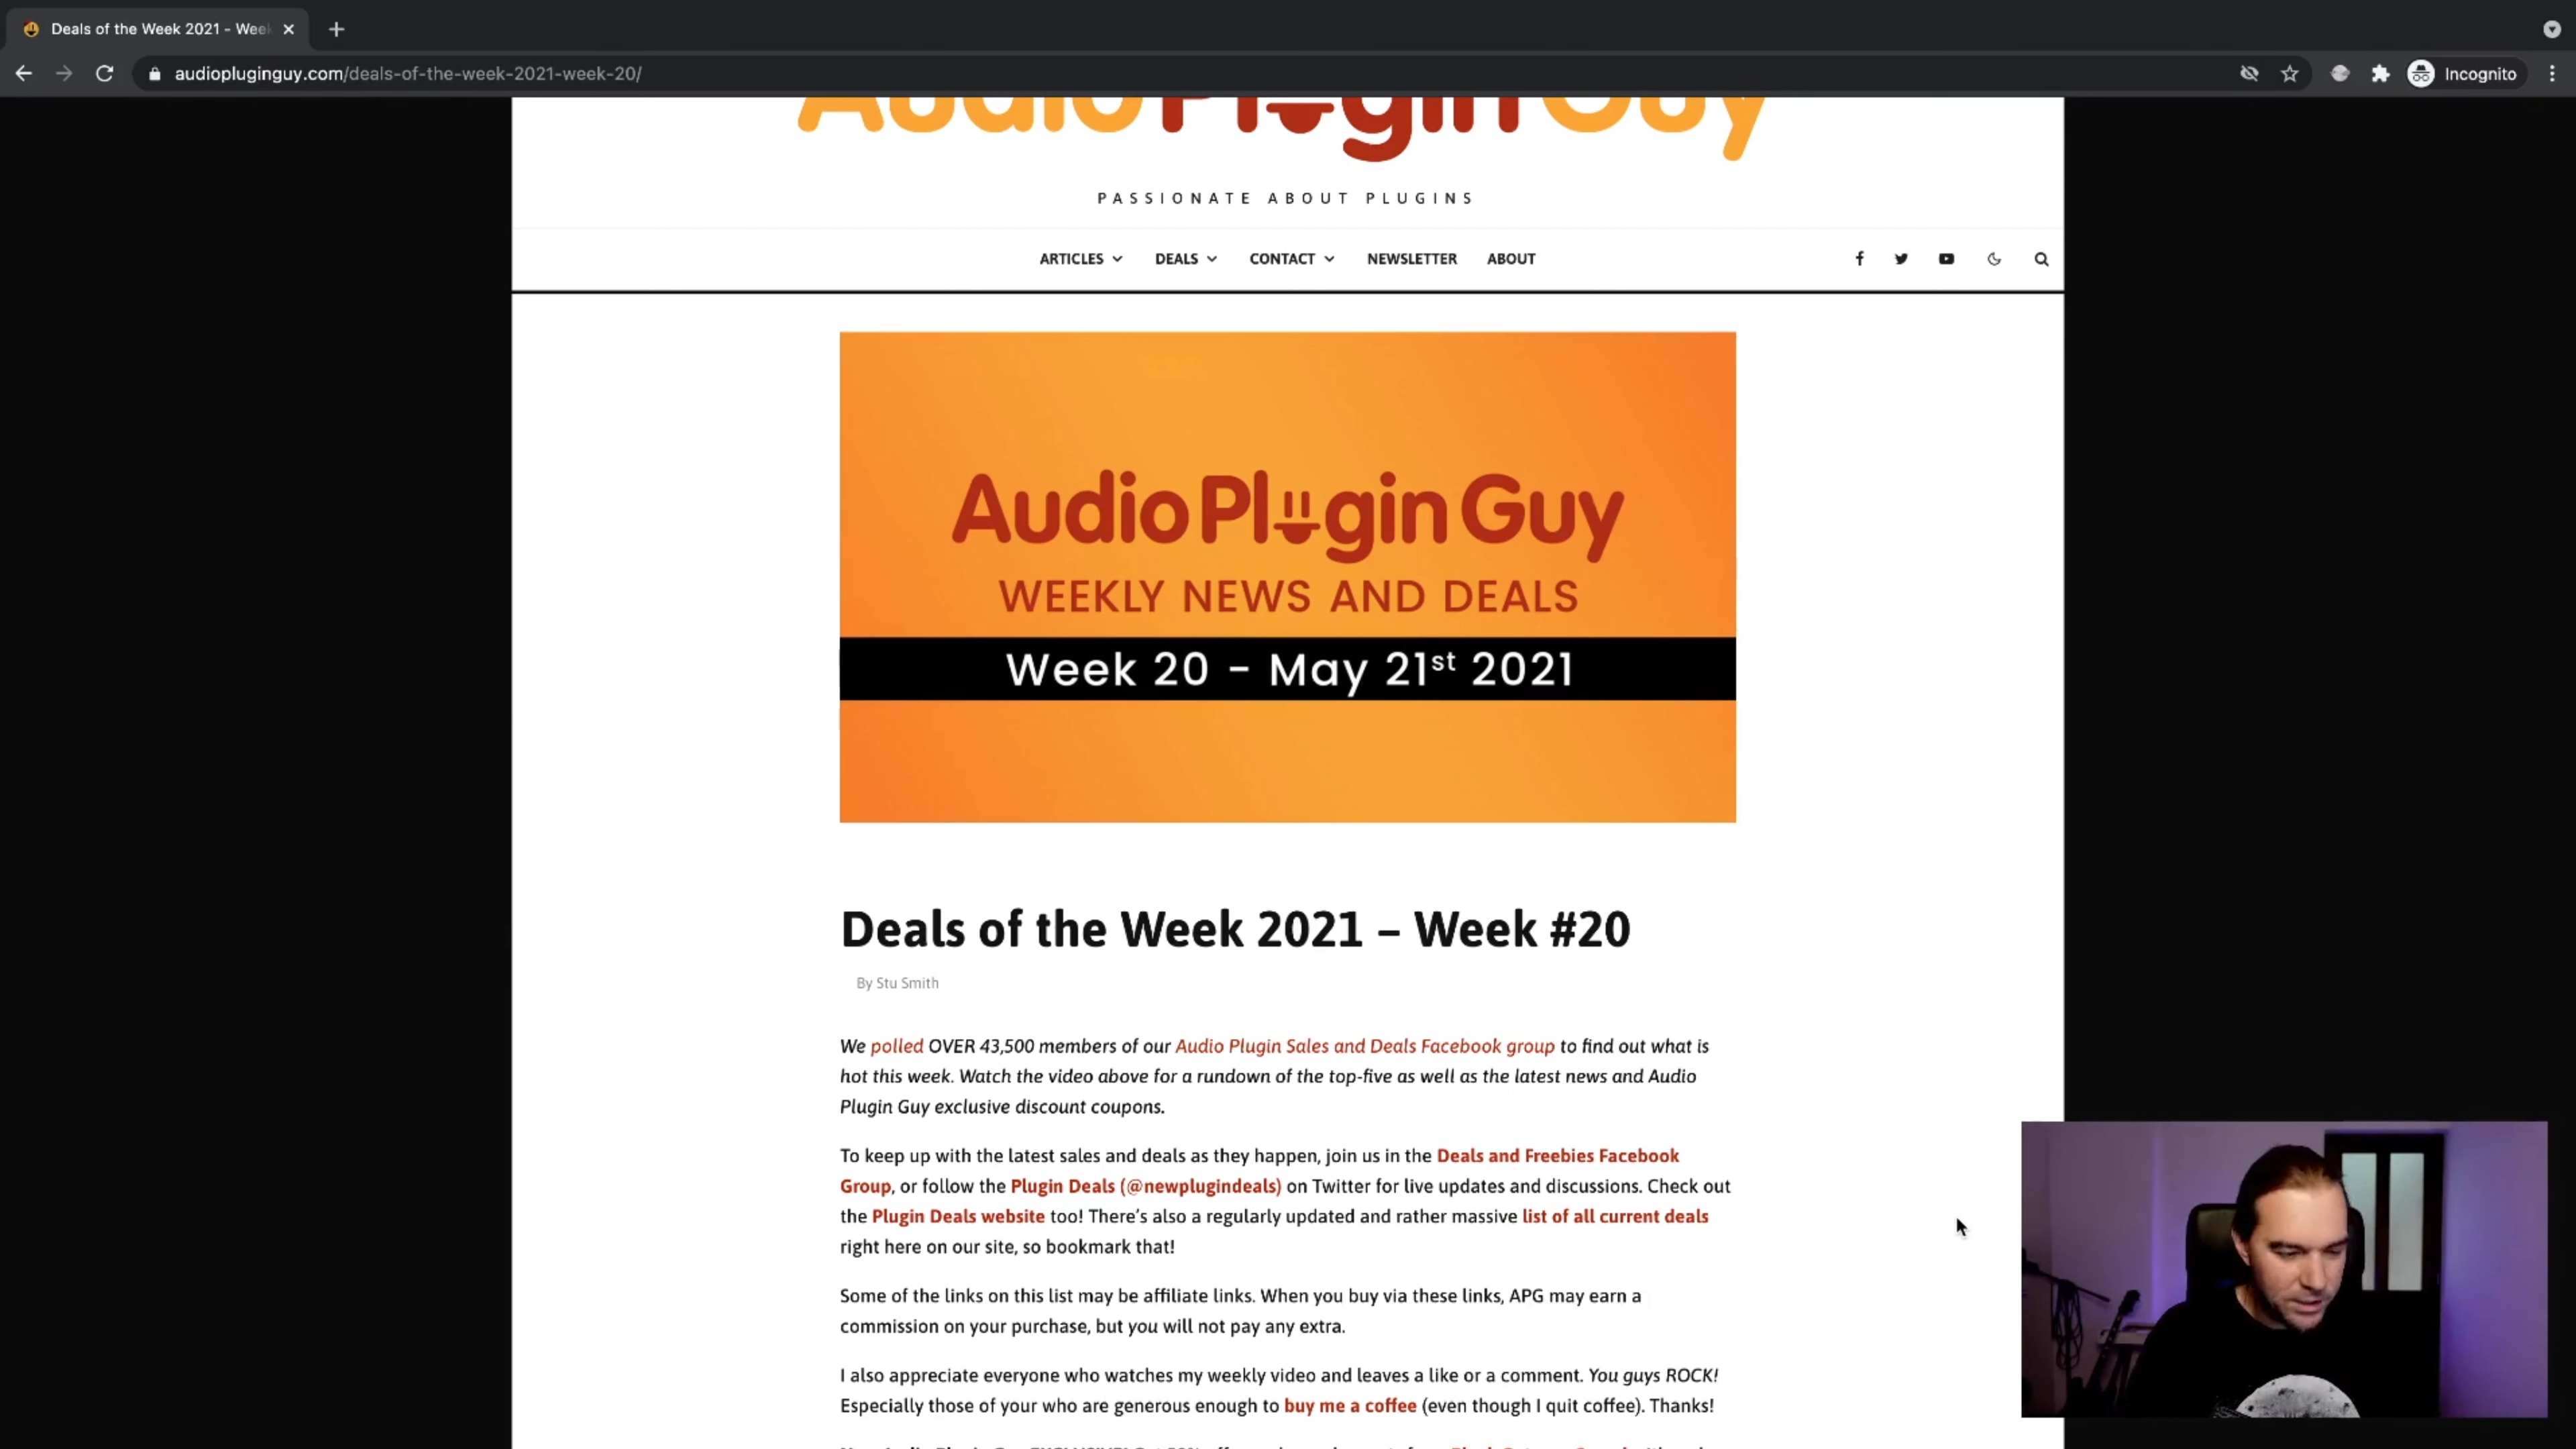 Deals of the Week 2021 - Week
audiopluginguy.com/deals-of-the-week-2021-week-20/
Incognito
Audio Plugin Guy
PASSIONATE ABOUT PLUGINS
ARTICLES DEALS CONTACT NEWSLETTER ABOUT
Audio Plugin Guy
WEEKLY NEWS AND DEALS
Week 20 - May 21st 2021
Deals of the Week 2021 – Week #20
By Stu Smith
We polled OVER 43,500 members of our Audio Plugin Sales and Deals Facebook group to find out what is
hot this week. Watch the video above for a rundown of the top-five as well as the latest news and Audio
Plugin Guy exclusive discount coupons.
To keep up with the latest sales and deals as they happen, join us in the Deals and Freebies Facebook
Group, or follow the Plugin Deals (@newplugindeals) on Twitter for live updates and discussions. Check out
the Plugin Deals website too! There's also a regularly updated and rather massive list of all current deals
right here on our site, so bookmark that!
Some of the links on this list may be affiliate links. When you buy via these links, APG may earn a
commission on your purchase, but you will not pay any extra.
I also appreciate everyone who watches my weekly video and leaves a like or a comment. You guys ROCK!
Especially those of your who are generous enough to buy me a coffee (even though I quit coffee). Thanks!